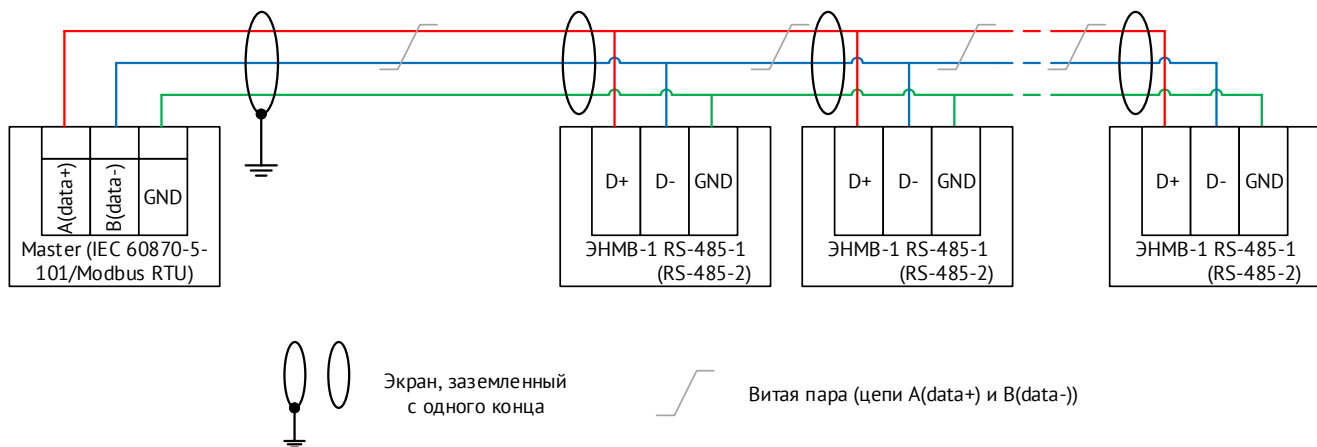 A(data+)
B(data-)
GND
Master (IEC 60870-5-
101/Modbus RTU)
D+
D-
GND
ЭНМВ-1 RS-485-1
(RS-485-2)
D+
D-
GND
ЭНМВ-1 RS-485-1
(RS-485-2)
D+
D-
GND
ЭНМВ-1 RS-485-1
(RS-485-2)
Экран, заземленный
с одного конца
Витая пара (цепи A(data+) и B(data-))